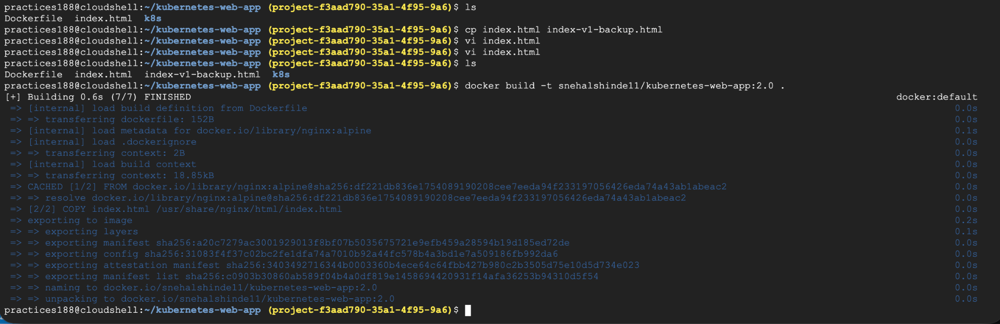 practices188@cloudshell:~/kubernetes-web-app (project-f3aad790-35a1-4f95-9a6)$ ls
Dockerfile  index.html  k8s
practices188@cloudshell:~/kubernetes-web-app (project-f3aad790-35a1-4f95-9a6)$ cp index.html index-v1-backup.html
practices188@cloudshell:~/kubernetes-web-app (project-f3aad790-35a1-4f95-9a6)$ vi index.html
practices188@cloudshell:~/kubernetes-web-app (project-f3aad790-35a1-4f95-9a6)$ vi index.html
practices188@cloudshell:~/kubernetes-web-app (project-f3aad790-35a1-4f95-9a6)$ ls
Dockerfile  index.html  index-v1-backup.html  k8s
practices188@cloudshell:~/kubernetes-web-app (project-f3aad790-35a1-4f95-9a6)$ docker build -t snehalshinde11/kubernetes-web-app:2.0 .
[+] Building 0.6s (7/7) FINISHED docker:default
=> [internal] load build definition from Dockerfile 0.0s
=> => transferring dockerfile: 152B 0.0s
=> [internal] load metadata for docker.io/library/nginx:alpine 0.1s
=> [internal] load .dockerignore 0.0s
=> => transferring context: 2B 0.0s
=> [internal] load build context 0.0s
=> => transferring context: 18.85kB 0.0s
=> CACHED [1/2] FROM docker.io/library/nginx:alpine@sha256:df221db836e1754089190208cee7eeda94f233197056426eda74a43ab1abeac2 0.0s
=> => resolve docker.io/library/nginx:alpine@sha256:df221db836e1754089190208cee7eeda94f233197056426eda74a43ab1abeac2 0.0s
=> [2/2] COPY index.html /usr/share/nginx/html/index.html 0.0s
=> exporting to image 0.2s
=> => exporting layers 0.1s
=> => exporting manifest sha256:a20c7279ac3001929013f8bf07b5035675721e9efb459a28594b19d185ed72de 0.0s
=> => exporting config sha256:31083f4f37c02bc2fe1dfa74a7010b92a44fc578b4a3bd1e7a509186fb992da6 0.0s
=> => exporting attestation manifest sha256:3403492716344b0003360b4ece64c64fbb427b980c2b3505d75e10d5d734e023 0.0s
=> => exporting manifest list sha256:c0903b30860ab589f04b4a0df819e1458694420931f14afa36253b94310d5f54 0.0s
=> => naming to docker.io/snehalshinde11/kubernetes-web-app:2.0 0.0s
=> => unpacking to docker.io/snehalshinde11/kubernetes-web-app:2.0 0.0s
practices188@cloudshell:~/kubernetes-web-app (project-f3aad790-35a1-4f95-9a6)$